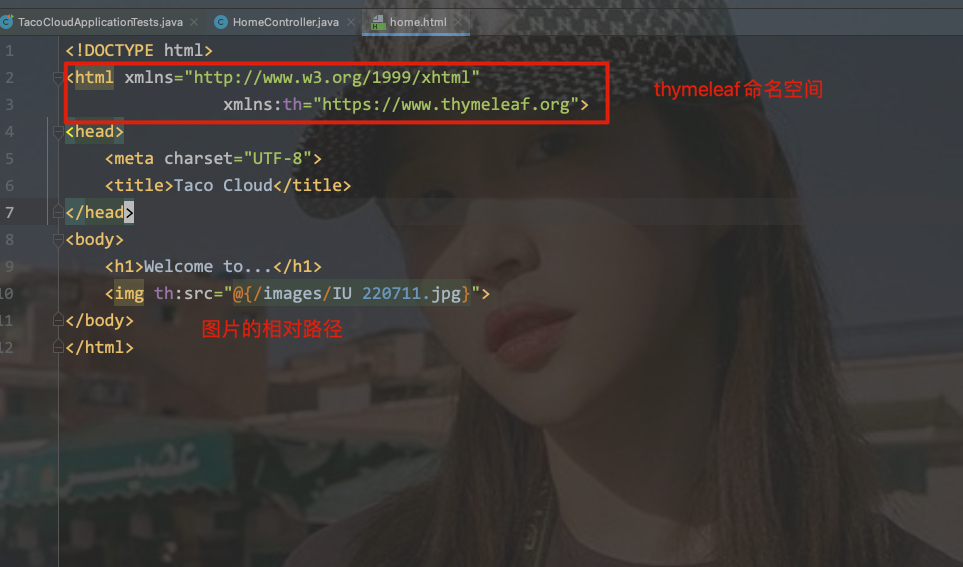 TacoCloudApplicationTests.java HomeController.java home.html
1 <!DOCTYPE html>
2 <html xmlns="http://www.w3.org/1999/xhtml"
thymeleaf命名空间
3 xmlns:th="https://www.thymeleaf.org">
4 <head>
5 <meta charset="UTF-8">
6 <title>Taco Cloud</title>
7 </head>
8 <body>
9 <h1>Welcome to...</h1>
10 <img th:src="@{/images/IU 220711.jpg}">
11 </body>
图片的相对路径
12 </html>
عصير